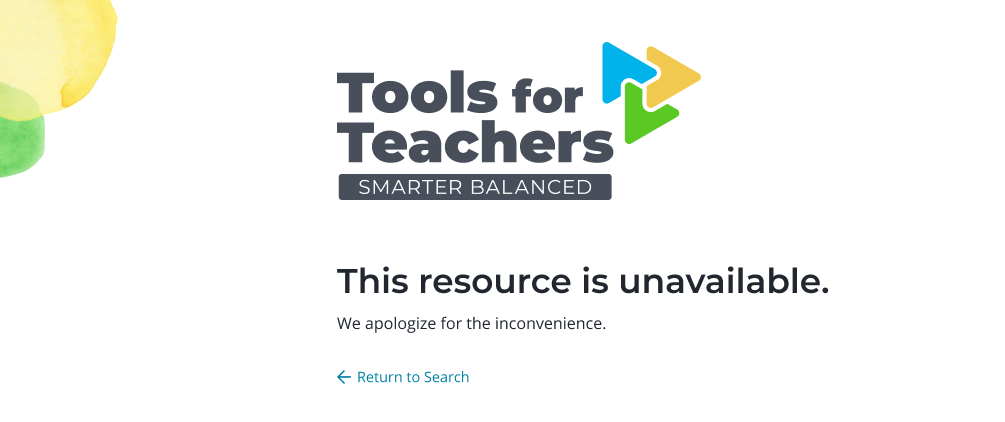 Tools for
Teachers
SMARTER BALANCED
This resource is unavailable.
We apologize for the inconvenience.
Return to Search